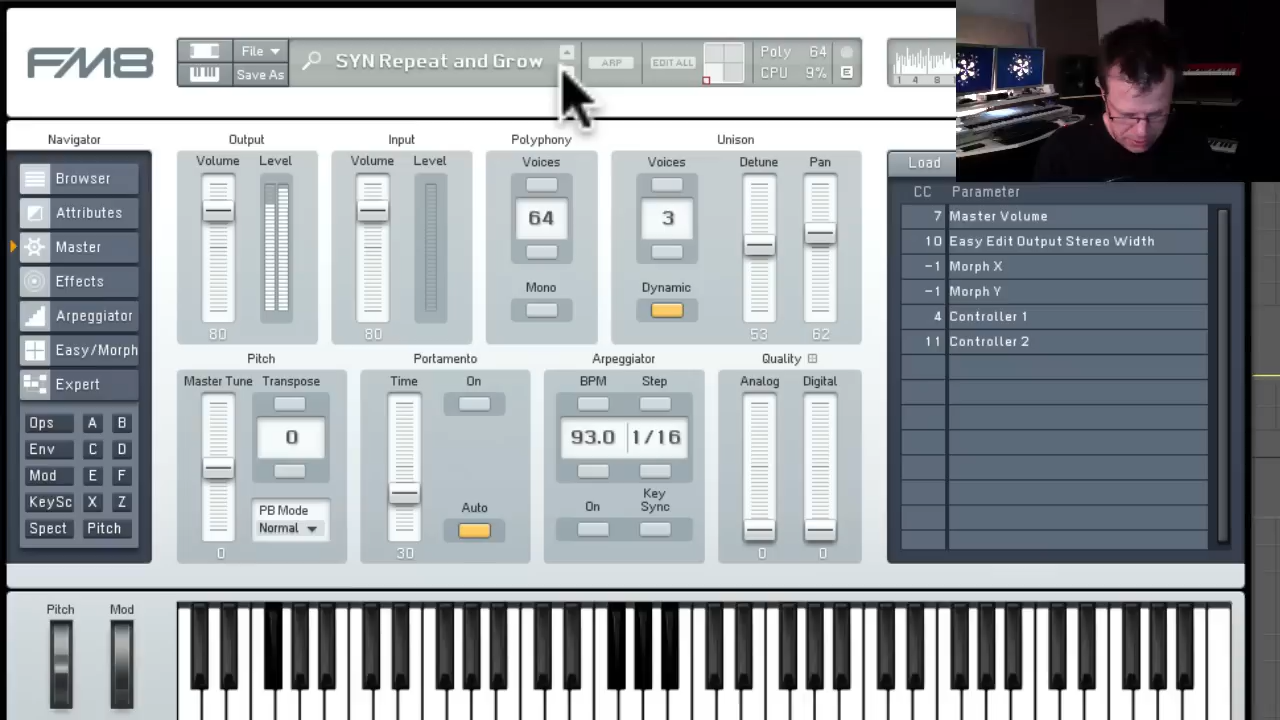 FM8
File
Save As
SYN Repeat and Grow
ARP
EDIT ALL
Poly 64
CPU 9%
E
1 4 8
Navigator
Browser
Attributes
Master
Effects
Arpeggiator
Easy/Morph
Expert
Ops A B
Env C D
Mod E F
KeySc X Z
Spect Pitch
Output
Volume Level
80
Input
Volume Level
80
Polyphony
Voices
64
Mono
Unison
Voices Detune Pan
3
Dynamic
53 62
Pitch
Master Tune Transpose
0
PB Mode
Normal
0
Portamento
Time On
Auto
30
Arpeggiator
BPM Step
93.0 1/16
On Key Sync
Quality
Analog Digital
0 0
Load
CC Parameter
7 Master Volume
10 Easy Edit Output Stereo Width
-1 Morph X
-1 Morph Y
4 Controller 1
11 Controller 2
Pitch Mod